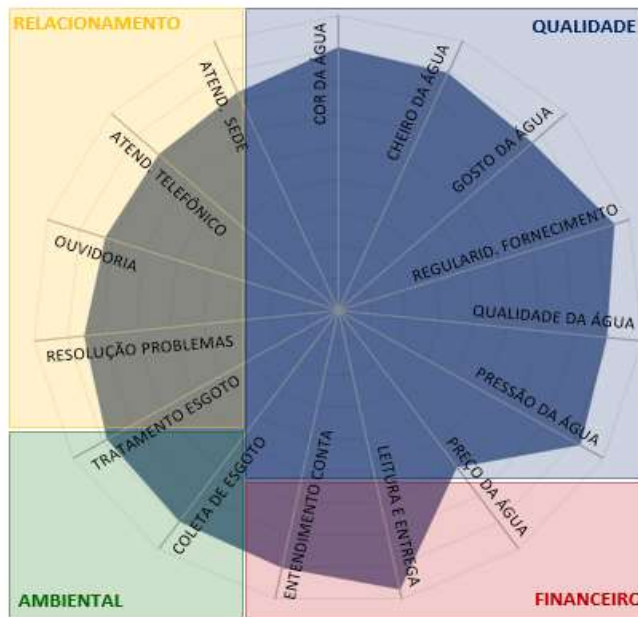 RELACIONAMENTO
QUALIDADE
COR DA ÁGUA
CHEIRO DA ÁGUA
GOSTO DA ÁGUA
REGULARID. FORNECIMENTO
QUALIDADE DA ÁGUA
PRESSÃO DA ÁGUA
PREÇO DA ÁGUA
LEITURA E ENTREGA
ENTENDIMENTO CONTA
COLETA DE ESGOTO
TRATAMENTO ESGOTO
RESOLUÇÃO PROBLEMAS
OUVIDORIA
ATEND. TELEFÔNICO
ATEND. SEDE
AMBIENTAL
FINANCEIRO